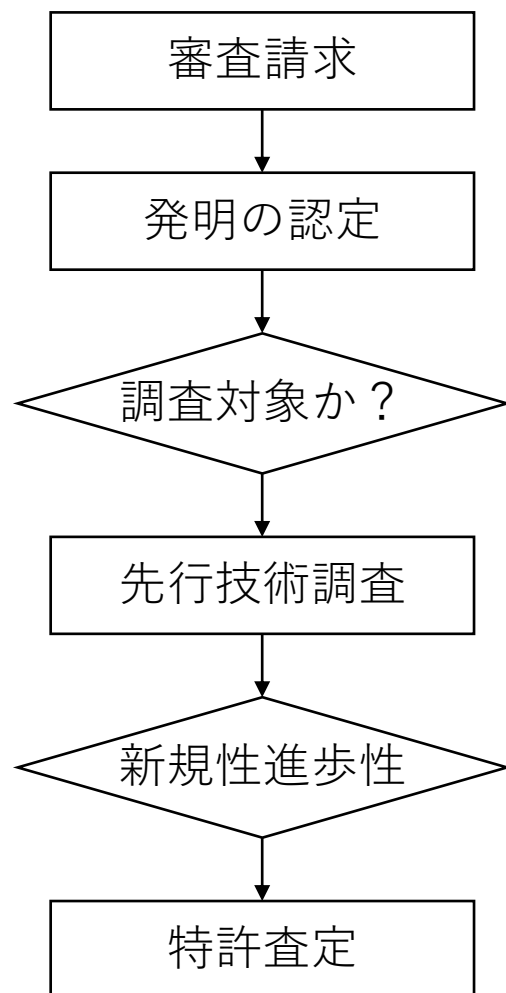 審査請求
発明の認定
調査対象か？
先行技術調査
新規性進歩性
特許査定